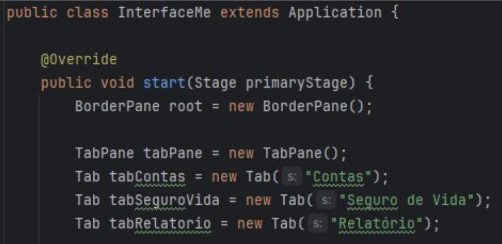 public class InterfaceMe extends Application {
@Override
public void start(Stage primaryStage) {
BorderPane root = new BorderPane();
TabPane tabPane = new TabPane();
Tab tabContas = new Tab( s: "Contas");
Tab tabSeguroVida = new Tab( s: "Seguro de Vida");
Tab tabRelatorio = new Tab( s: "Relatório");